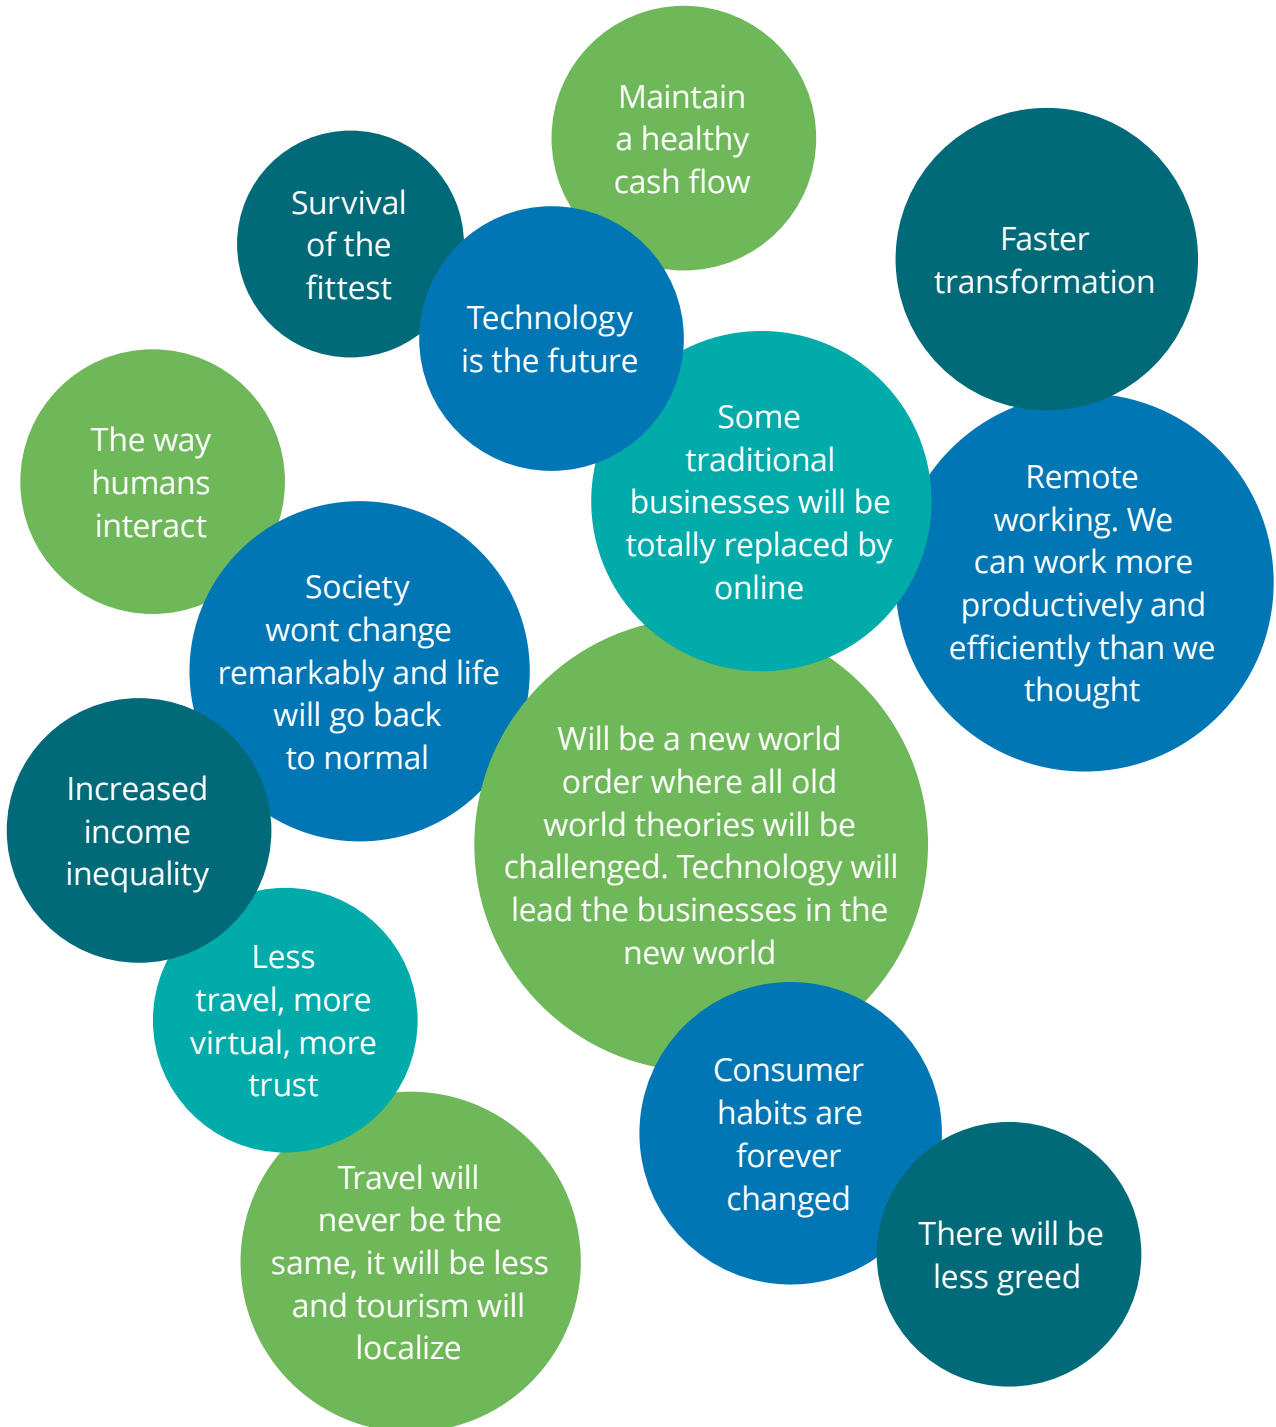 Maintain
a healthy
cash flow
Survival
of the
fittest
Faster
transformation
Technology
is the future
The way
humans
interact
Some
traditional
businesses will be
totally replaced by
online
Remote
working. We
can work more
productively and
efficiently than we
thought
Society
wont change
remarkably and life
will go back
to normal
Will be a new world
order where all old
world theories will be
challenged. Technology will
lead the businesses in the
new world
Increased
income
inequality
Less
travel, more
virtual, more
trust
Consumer
habits are
forever
changed
Travel will
never be the
same, it will be less
and tourism will
localize
There will be
less greed